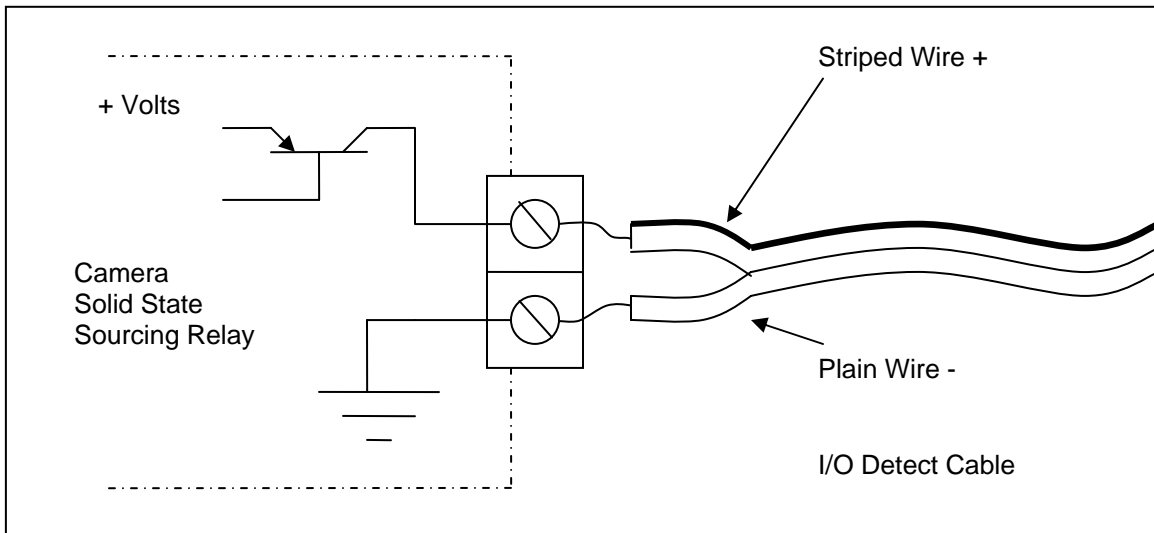 Striped Wire +
+ Volts
Camera
Solid State
Sourcing Relay
Plain Wire -
I/O Detect Cable